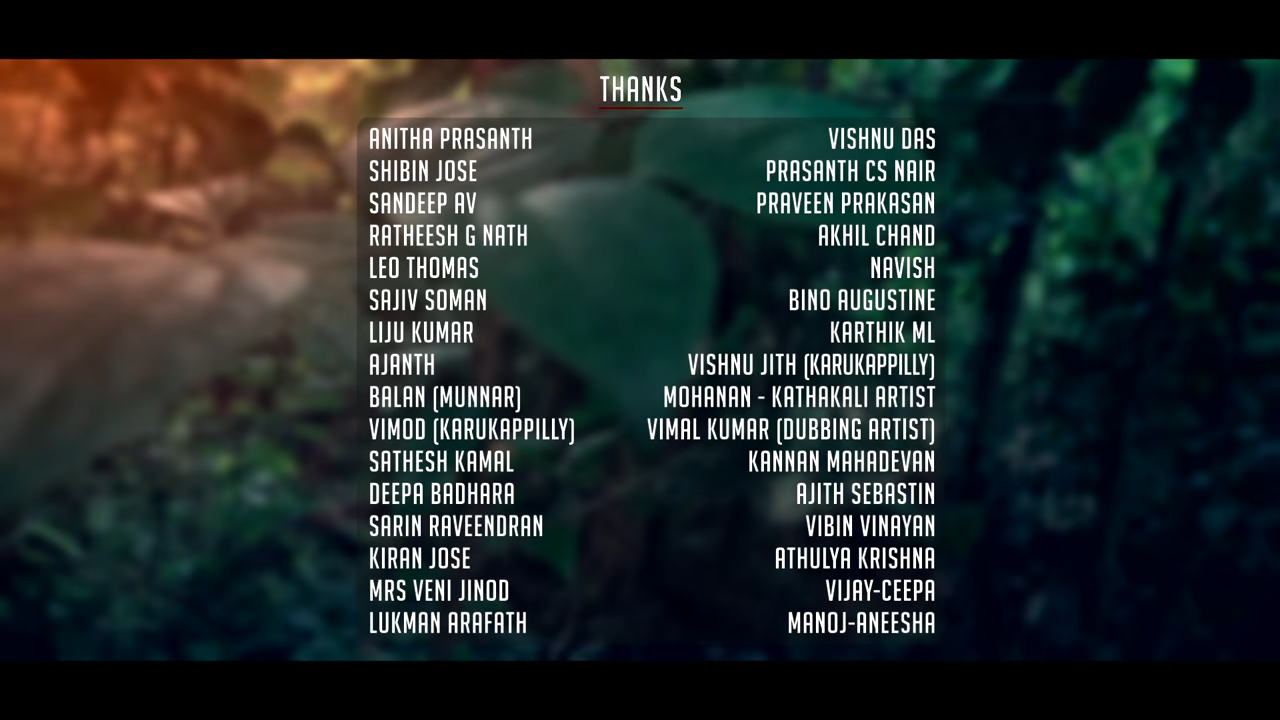 THANKS
ANITHA PRASANTH
SHIBIN JOSE
SANDEEP AV
RATHEESH G NATH
LEO THOMAS
SAJIV SOMAN
LIJU KUMAR
AJANTH
BALAN (MUNNAR)
VIMOD (KARUKAPPILLY)
SATHESH KAMAL
DEEPA BADHARA
SARIN RAVEENDRAN
KIRAN JOSE
MRS VENI JINOD
LUKMAN ARAFATH
VISHNU DAS
PRASANTH CS NAIR
PRAVEEN PRAKASAN
AKHIL CHAND
NAVISH
BINO AUGUSTINE
KARTHIK ML
VISHNU JITH (KARUKAPPILLY)
MOHANAN - KATHAKALI ARTIST
VIMAL KUMAR (DUBBING ARTIST)
KANNAN MAHADEVAN
AJITH SEBASTIN
VIBIN VINAYAN
ATHULYA KRISHNA
VIJAY-CEEPA
MANOJ-ANEESHA